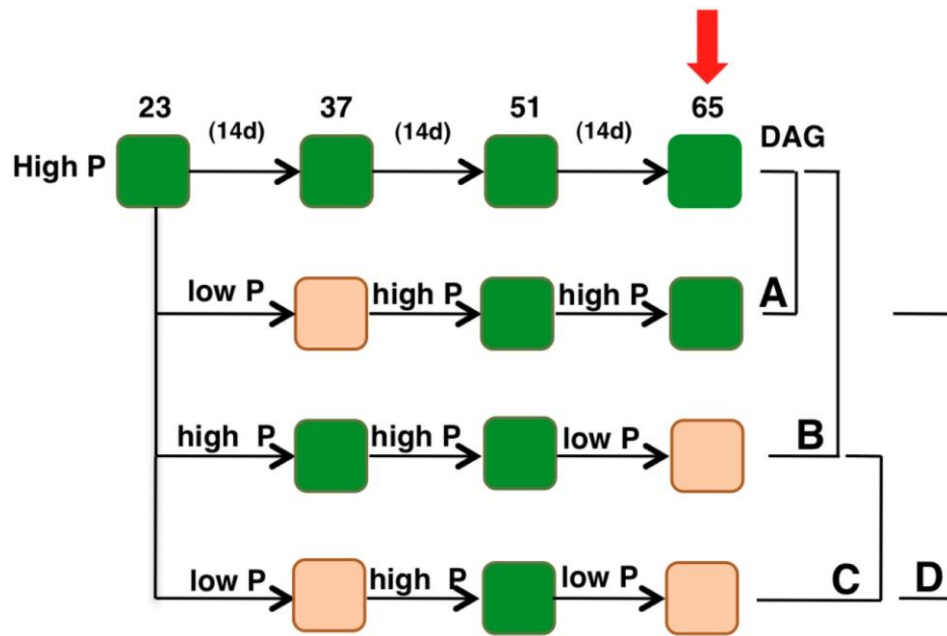 23 37 51 65
(14d) (14d) (14d) DAG
High P
low P high P high P A
high P high P low P B
low P high P low P C D